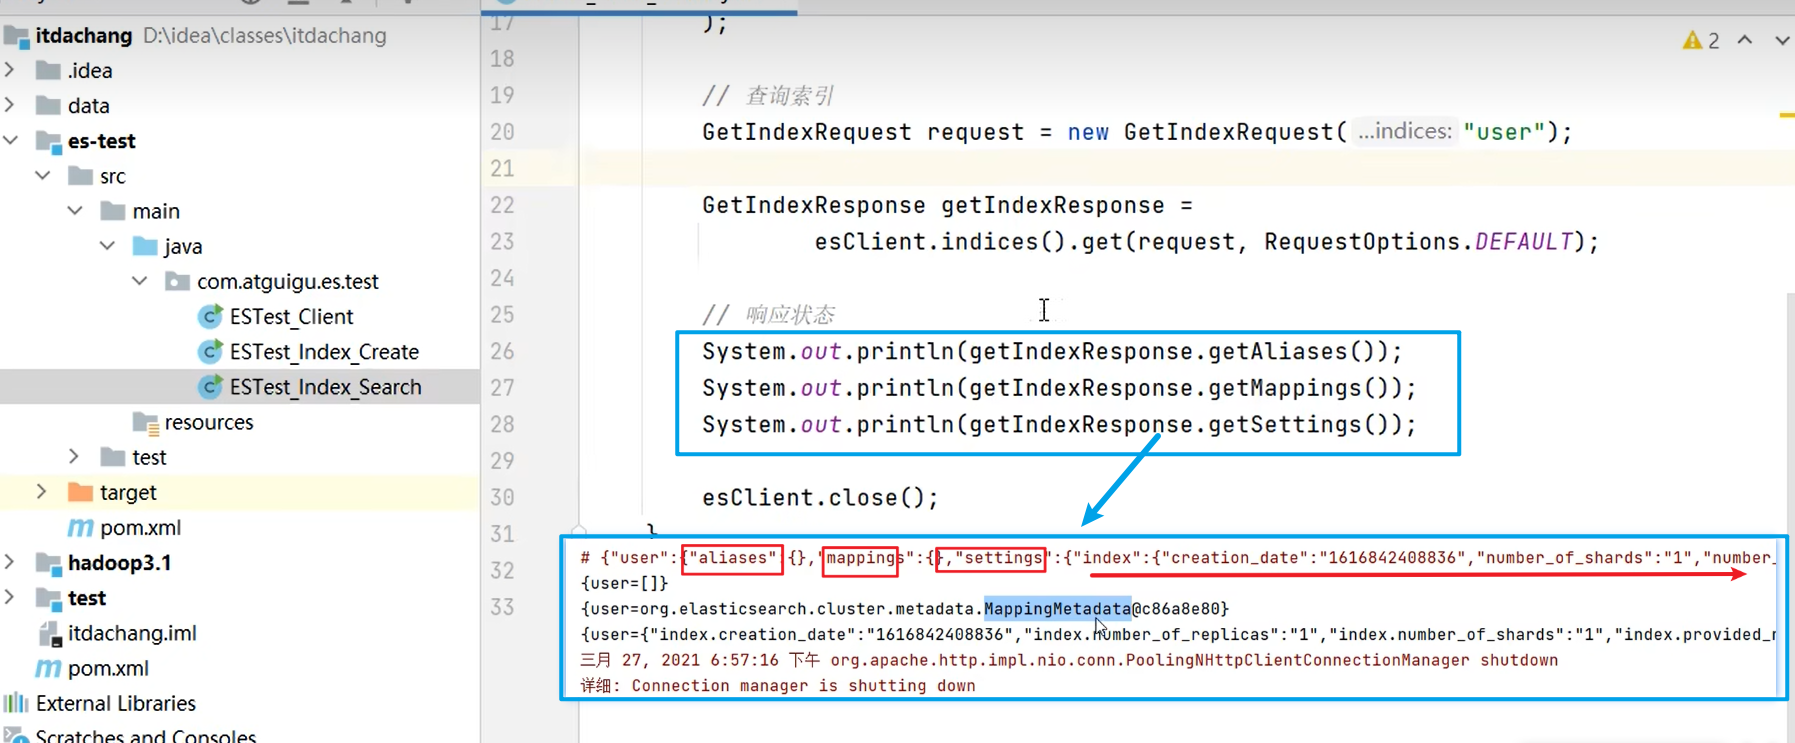 itdachang D:\idea\classes\itdachang
.idea
data
es-test
src
main
java
com.atguigu.es.test
ESTest_Client
ESTest_Index_Create
ESTest_Index_Search
resources
test
target
pom.xml
hadoop3.1
test
itdachang.iml
pom.xml
External Libraries
Scratches and Consoles
2
17 );
18
19 // 查询索引
20 GetIndexRequest request = new GetIndexRequest( ...indices: "user");
21
22 GetIndexResponse getIndexResponse =
23 esClient.indices().get(request, RequestOptions.DEFAULT);
24
25 // 响应状态
26 System.out.println(getIndexResponse.getAliases());
27 System.out.println(getIndexResponse.getMappings());
28 System.out.println(getIndexResponse.getSettings());
29
30 esClient.close();
31 }
32
33
# {"user":{"aliases":{},"mappings":{},"settings":{"index":{"creation_date":"1616842408836","number_of_shards":"1","number_
{user=[]}
{user=org.elasticsearch.cluster.metadata.MappingMetadata@c86a8e80}
{user={"index.creation_date":"1616842408836","index.number_of_replicas":"1","index.number_of_shards":"1","index.provided_n
三月 27, 2021 6:57:16 下午 org.apache.http.impl.nio.conn.PoolingNHttpClientConnectionManager shutdown
详细: Connection manager is shutting down